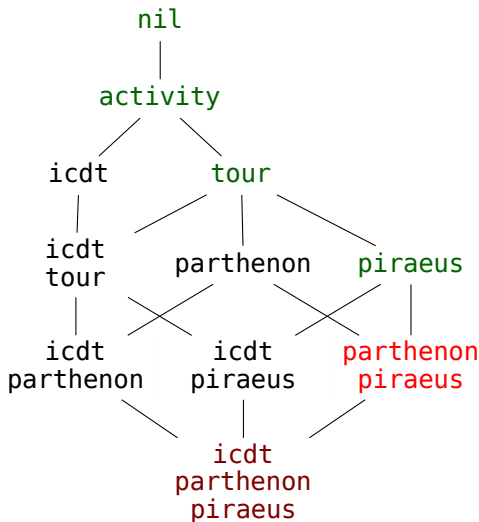 nil
activity
icdt
tour
icdt
tour
parthenon
piraeus
icdt
parthenon
icdt
piraeus
parthenon
piraeus
icdt
parthenon
piraeus